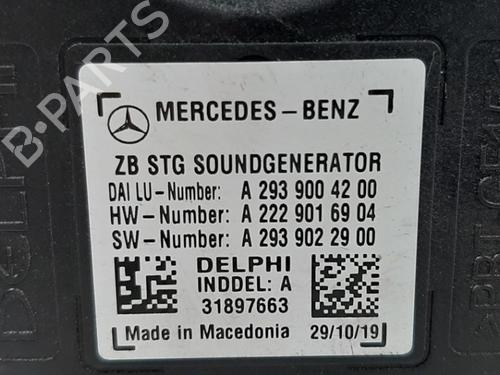 MERCEDES-BENZ
ZB STG SOUNDGENERATOR
DAI LU-Number: A 293 900 42 00
HW-Number: A 222 901 69 04
SW-Number: A 293 902 29 00
DELPHI
INDDEL: A
31897663
Made in Macedonia 29/10/19
DELPHI
B-PARTS